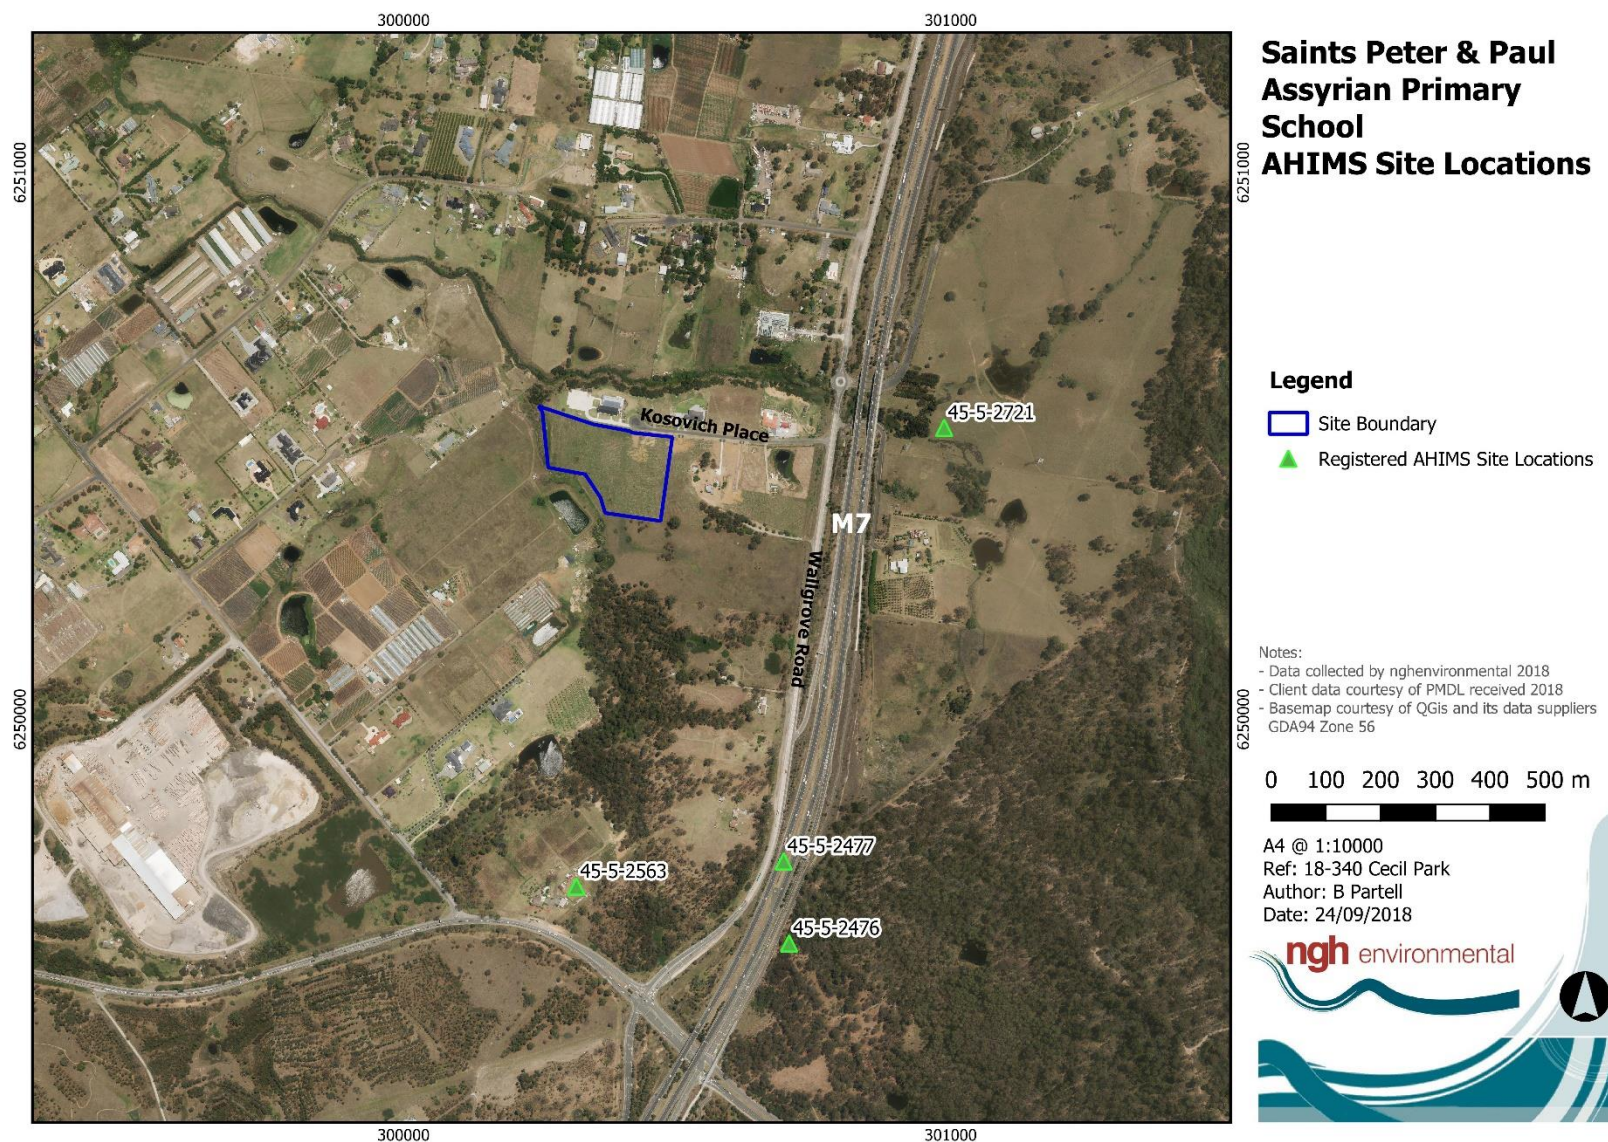 300000
301000
Saints Peter & Paul
Assyrian Primary
School
AHIMS Site Locations
6251000
6251000
Legend
Site Boundary
Registered AHIMS Site Locations
45-5-2721
Kosovich Place
M7
Wallgrove Road
6250000
6250000
Notes:
- Data collected by nghenvironmental 2018
- Client data courtesy of PMDL received 2018
- Basemap courtesy of QGis and its data suppliers
GDA94 Zone 56
0 100 200 300 400 500 m
A4 @ 1:10000
Ref: 18-340 Cecil Park
Author: B Partell
Date: 24/09/2018
45-5-2477
45-5-2563
45-5-2476
ngh environmental
300000
301000